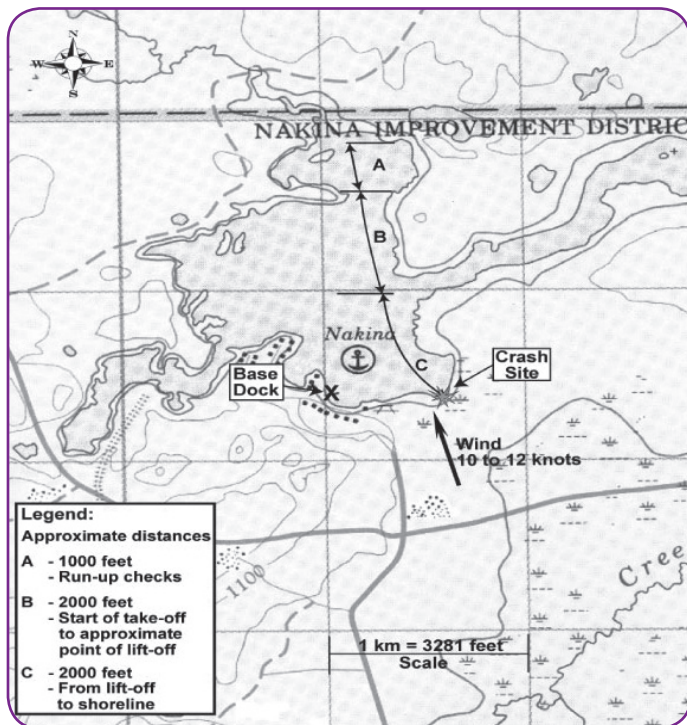 N
W E
S
NAKINA IMPROVEMENT DISTRIC
A
B
Nakina
C
Crash
Site
Base
Dock
X
Wind
10 to 12 knots
Legend:
Approximate distances
A - 1000 feet
- Run-up checks
B - 2000 feet
- Start of take-off
to approximate
point of lift-off
C - 2000 feet
- From lift-off
to shoreline
1100
Cree
1 km = 3281 feet
Scale